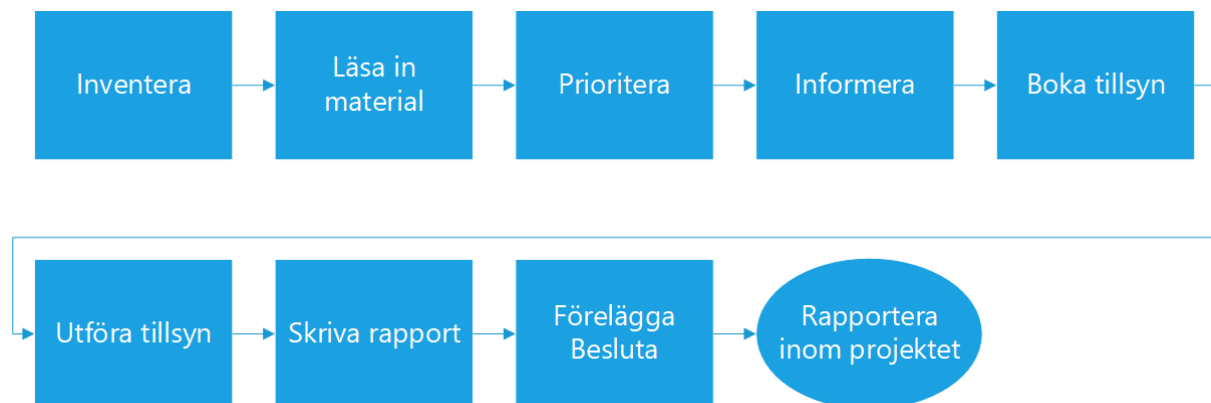 Inventera
Läsa in
material
Prioritera
Informera
Boka tillsyn
Utföra tillsyn
Skriva rapport
Förelägga
Besluta
Rapportera
inom projektet